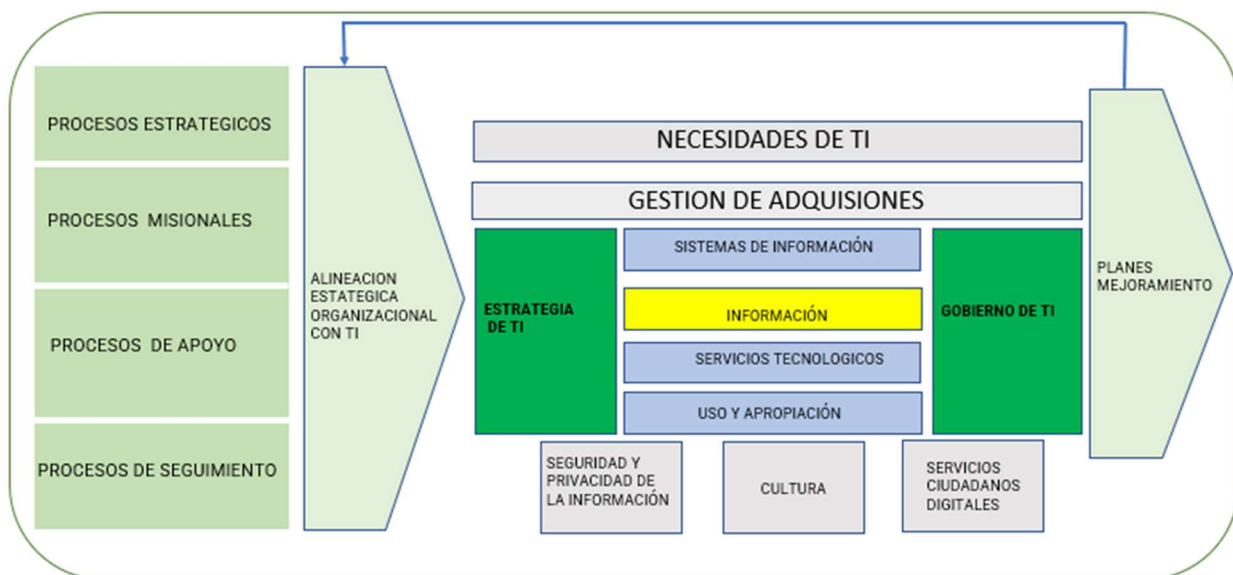 PROCESOS ESTRATEGICOS
PROCESOS MISIONALES
PROCESOS DE APOYO
PROCESOS DE SEGUIMIENTO
ALINEACION
ESTATEGICA
ORGANIZACIONAL
CON TI
NECESIDADES DE TI
GESTION DE ADQUISIONES
ESTRATEGIA
DE TI
SISTEMAS DE INFORMACIÓN
INFORMACIÓN
SERVICIOS TECNOLOGICOS
USO Y APROPIACIÓN
GOBIERNO DE TI
SEGURIDAD Y
PRIVACIDAD DE
LA INFORMACIÓN
CULTURA
SERVICIOS
CIUDADANOS
DIGITALES
PLANES
MEJORAMIENTO